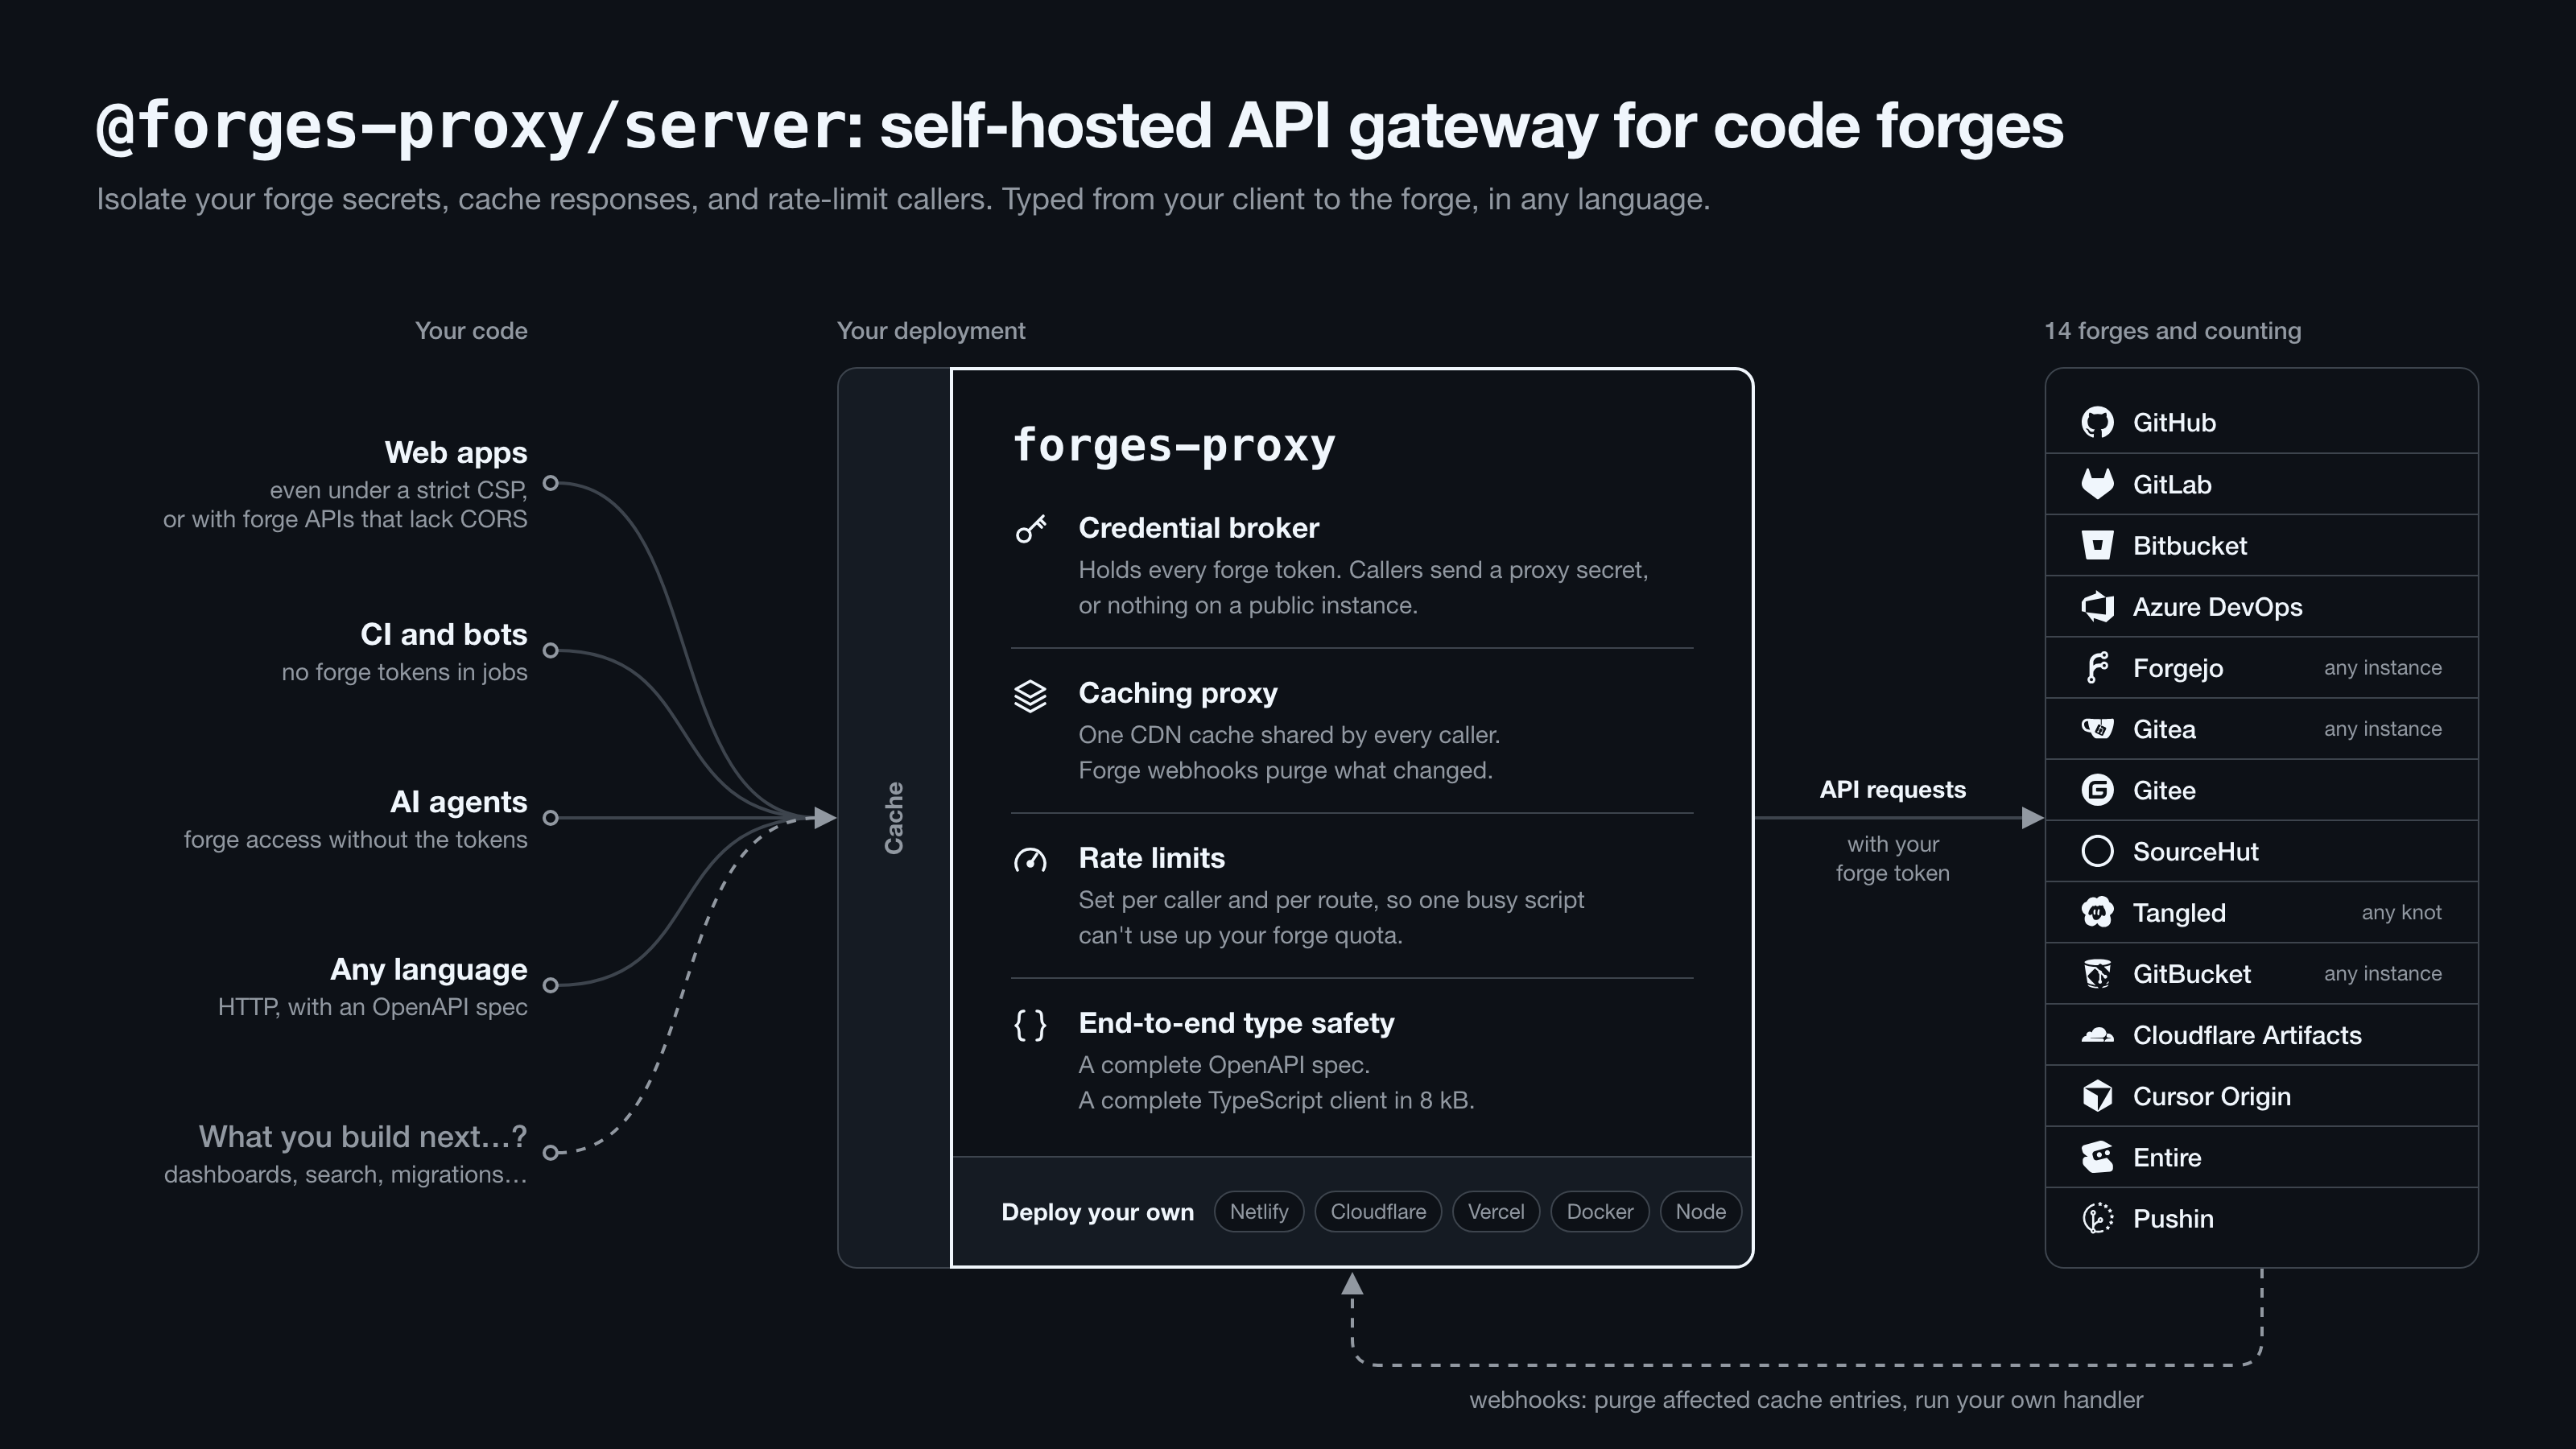 @forges-proxy/server: self-hosted API gateway for code forges
Isolate your forge secrets, cache responses, and rate-limit callers. Typed from your client to the forge, in any language.
Your code
Web apps
even under a strict CSP,
or with forge APIs that lack CORS
CI and bots
no forge tokens in jobs
AI agents
forge access without the tokens
Any language
HTTP, with an OpenAPI spec
What you build next…?
dashboards, search, migrations…
Your deployment
Cache
forges-proxy
Credential broker
Holds every forge token. Callers send a proxy secret,
or nothing on a public instance.
Caching proxy
One CDN cache shared by every caller.
Forge webhooks purge what changed.
Rate limits
Set per caller and per route, so one busy script
can't use up your forge quota.
End-to-end type safety
A complete OpenAPI spec.
A complete TypeScript client in 8 kB.
Deploy your own Netlify Cloudflare Vercel Docker Node
API requests
with your
forge token
14 forges and counting
GitHub
GitLab
Bitbucket
Azure DevOps
Forgejo any instance
Gitea any instance
Gitee
SourceHut
Tangled any knot
GitBucket any instance
Cloudflare Artifacts
Cursor Origin
Entire
Pushin
webhooks: purge affected cache entries, run your own handler